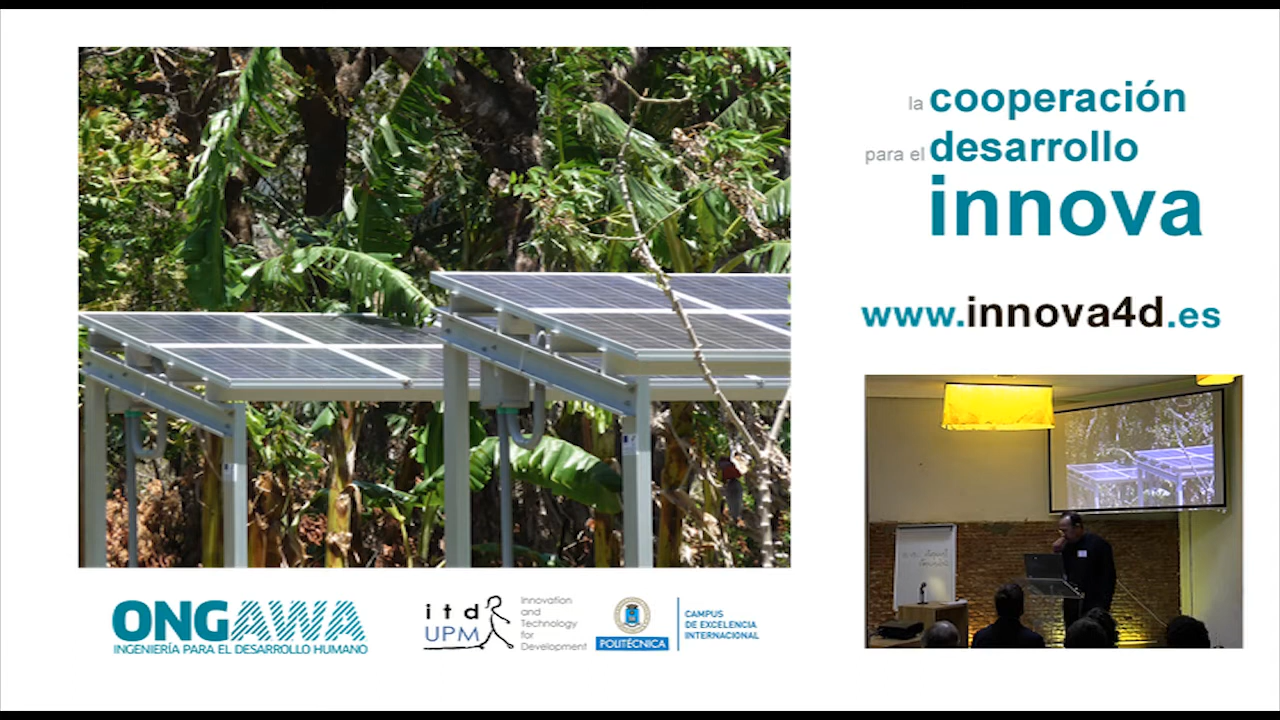 la cooperación
para el desarrollo
innova
www.innova4d.es
ONGAWA
INGENIERÍA PARA EL DESARROLLO HUMANO
itd
UPM
Innovation
and
Technology
for
Development
POLITÉCNICA
CAMPUS
DE EXCELENCIA
INTERNACIONAL